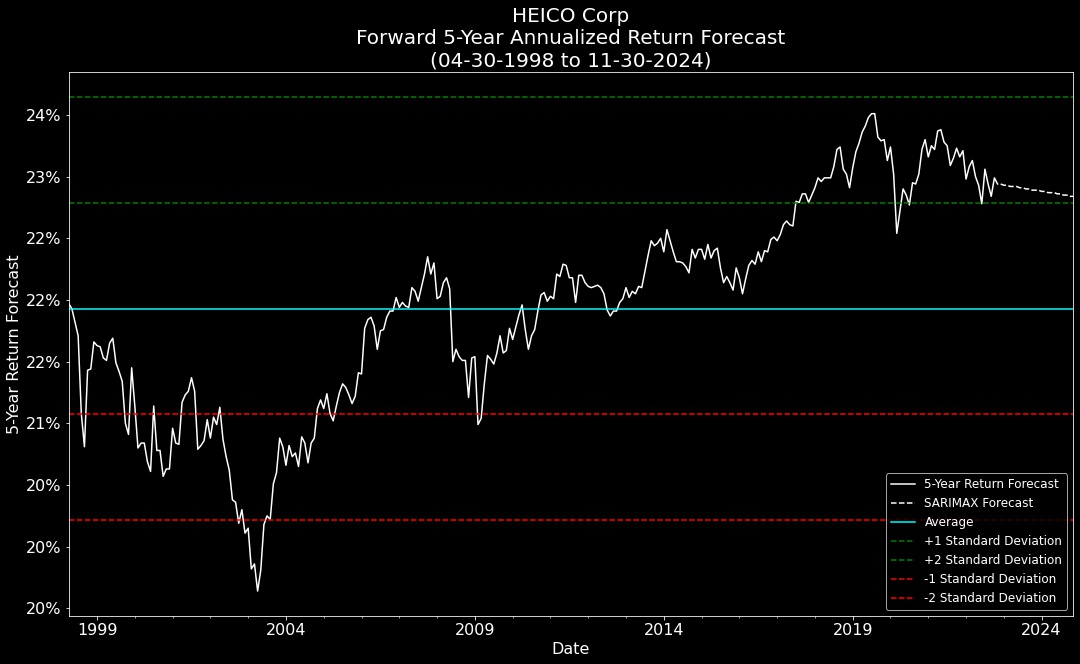 HEICO Corp
Forward 5-Year Annualized Return Forecast
(04-30-1998 to 11-30-2024)
24%
23%
22%
22%
22%
21%
20%
20%
20%
5-Year Return Forecast
5-Year Return Forecast
SARIMAX Forecast
Average
+1 Standard Deviation
+2 Standard Deviation
-1 Standard Deviation
-2 Standard Deviation
1999
2004
2009
2014
2019
2024
Date